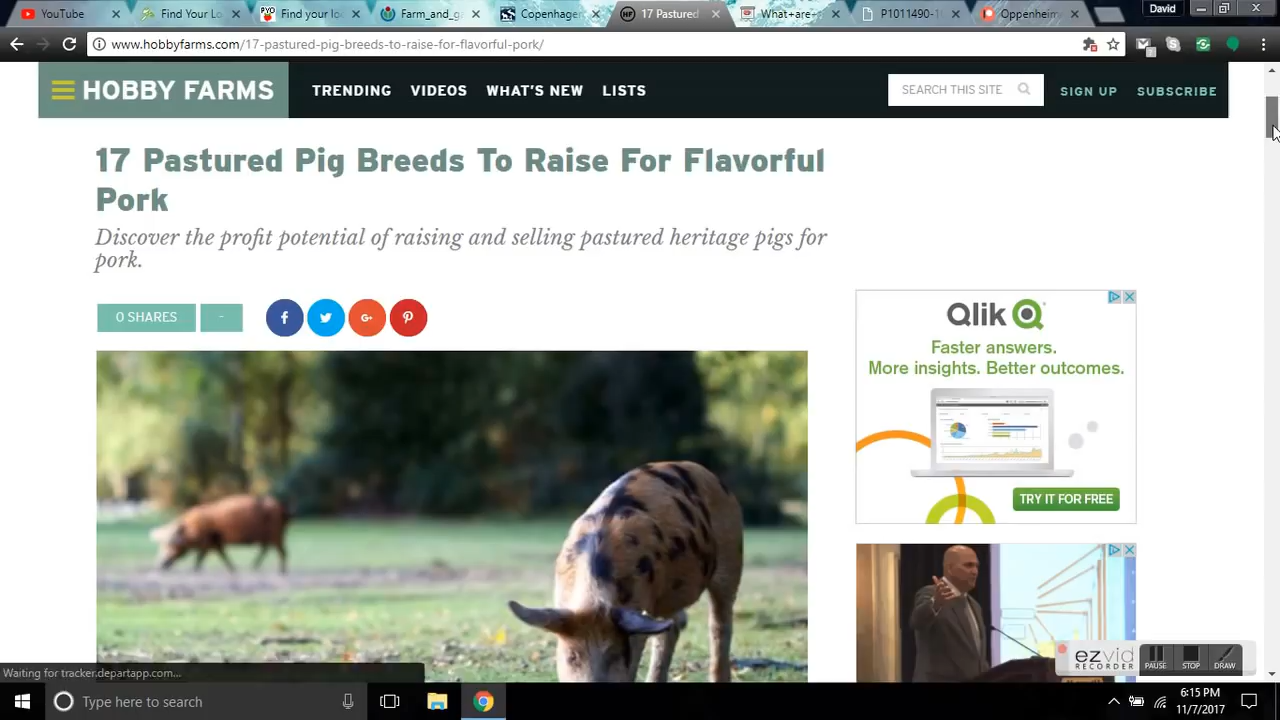 YouTube
Find Your Lo
PYO
Find your lo
Farm_and_g
Copenhager
HF
17 Pastured
What+are+
P1011490-1
Oppenheim
David
www.hobbyfarms.com/17-pastured-pig-breeds-to-raise-for-flavorful-pork/
HOBBY FARMS
TRENDING
VIDEOS
WHAT'S NEW
LISTS
SEARCH THIS SITE
SIGN UP
SUBSCRIBE
17 Pastured Pig Breeds To Raise For Flavorful
Pork
Discover the profit potential of raising and selling pastured heritage pigs for
pork.
0 SHARES
-
Qlik
Faster answers.
More insights. Better outcomes.
TRY IT FOR FREE
ezvid
RECORDER
PAUSE
STOP
DRAW
Waiting for tracker.departapp.com...
Type here to search
6:15 PM
11/7/2017